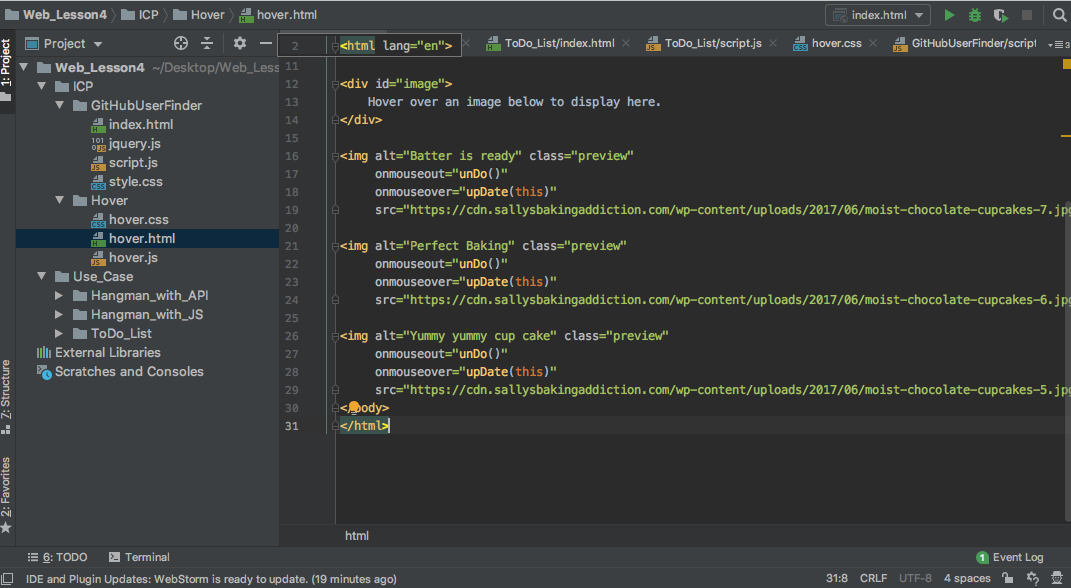 Web_Lesson4 ICP Hover hover.html index.html
1: Project
Project
2 <html lang="en"> ToDo_List/index.html ToDo_List/script.js hover.css GitHubUserFinder/script 3
Web_Lesson4 ~/Desktop/Web_Less
ICP
GitHubUserFinder
index.html
jquery.js
script.js
style.css
Hover
hover.css
hover.html
hover.js
Use_Case
Hangman_with_API
Hangman_with_JS
ToDo_List
External Libraries
Scratches and Consoles
11
12 <div id="image">
13 Hover over an image below to display here.
14 </div>
15
16 <img alt="Batter is ready" class="preview"
17 onmouseout="unDo()"
18 onmouseover="upDate(this)"
19 src="https://cdn.sallysbakingaddiction.com/wp-content/uploads/2017/06/moist-chocolate-cupcakes-7.jpg
20
21 <img alt="Perfect Baking" class="preview"
22 onmouseout="unDo()"
23 onmouseover="upDate(this)"
24 src="https://cdn.sallysbakingaddiction.com/wp-content/uploads/2017/06/moist-chocolate-cupcakes-6.jpg
25
26 <img alt="Yummy yummy cup cake" class="preview"
27 onmouseout="unDo()"
28 onmouseover="upDate(this)"
29 src="https://cdn.sallysbakingaddiction.com/wp-content/uploads/2017/06/moist-chocolate-cupcakes-5.jpg
30 </body>
31 </html>
html
7: Structure
2: Favorites
6: TODO Terminal 1 Event Log
IDE and Plugin Updates: WebStorm is ready to update. (19 minutes ago) 31:8 CRLF UTF-8 4 spaces